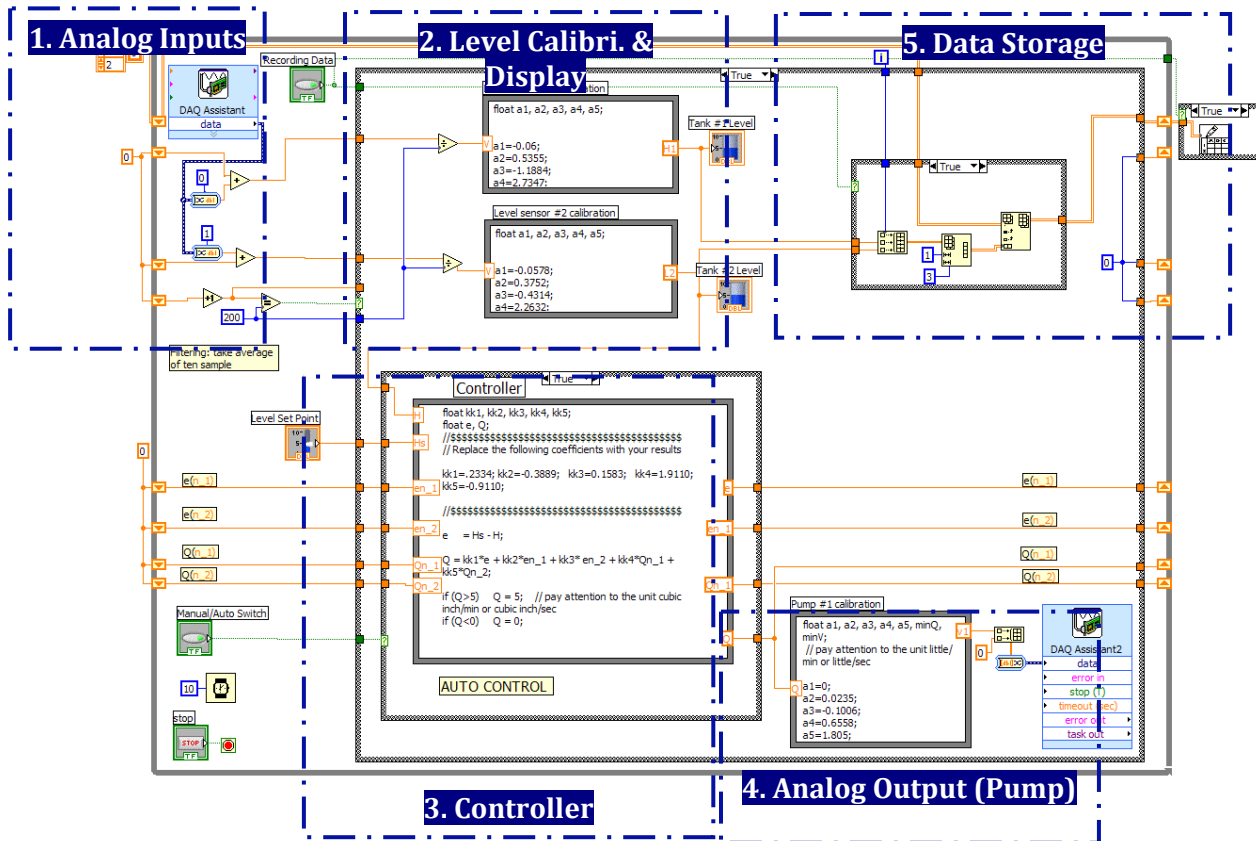 1. Analog Inputs
2. Level Calibri. &
Display
5. Data Storage
2
Recording Data
TF
DAQ Assistant
data
0
0
1
+1
200
Filtering: take average
of ten sample
True
float a1, a2, a3, a4, a5;
V
a1=-0.06;
a2=0.5355;
a3=-1.1884;
a4=2.7347;
H1
Tank #1 Level
Level sensor #2 calibration
float a1, a2, a3, a4, a5;
V
a1=-0.0578;
a2=0.3752;
a3=-0.4314;
a4=2.2632;
Tank #2 Level
DBL
i
True
1
3
0
True
True
Controller
Level Set Point
H
Hs
en_1
en_2
Qn_1
Qn_2
float kk1, kk2, kk3, kk4, kk5;
float e, Q;
//$$$$$$$$$$$$$$$$$$$$$$$$$$$$$$$$$$$$$$$$$
// Replace the following coefficients with your results
kk1=.2334; kk2=-0.3889; kk3=0.1583; kk4=1.9110;
kk5=-0.9110;
//$$$$$$$$$$$$$$$$$$$$$$$$$$$$$$$$$$$$$$$$$
e = Hs - H;
Q = kk1*e + kk2*en_1 + kk3* en_2 + kk4*Qn_1 +
kk5*Qn_2;
if (Q>5) Q = 5; // pay attention to the unit cubic
inch/min or cubic inch/sec
if (Q<0) Q = 0;
e
en_1
Qn_1
Q
AUTO CONTROL
0
e(n_1)
e(n_2)
Q(n_1)
Q(n_2)
e(n_1)
e(n_2)
Q(n_1)
Q(n_2)
Manual/Auto Switch
TF
10
stop
STOP
TF
Pump #1 calibration
float a1, a2, a3, a4, a5, minQ,
minV;
// pay attention to the unit little/
min or little/sec
Q
a1=0;
a2=0.0235;
a3=-0.1006;
a4=0.6558;
a5=1.805;
v1
0
DAQ Assistant2
data
error in
stop (T)
timeout (sec)
error out
task out
3. Controller
4. Analog Output (Pump)